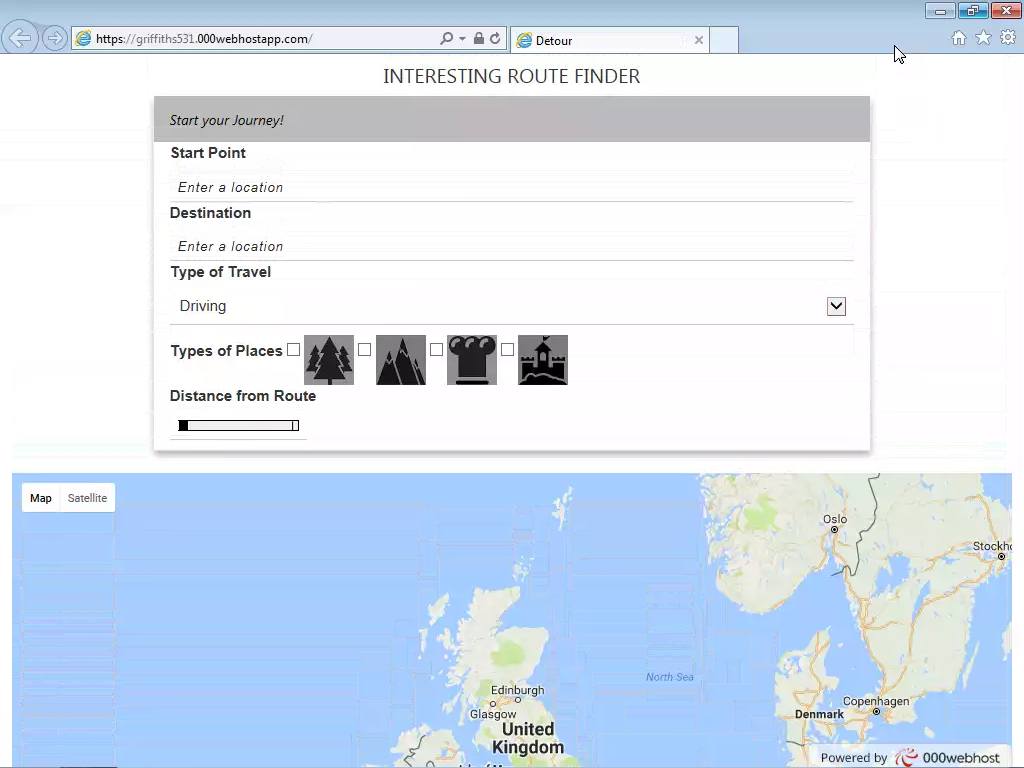 https://griffiths531.000webhostapp.com/
Detour
INTERESTING ROUTE FINDER
Start your Journey!
Start Point
Enter a location
Destination
Enter a location
Type of Travel
Driving
Types of Places
Distance from Route
Map Satellite
Oslo
North Sea
Edinburgh
Glasgow
United
Kingdom
Copenhagen
Denmark
Powered by 000webhost